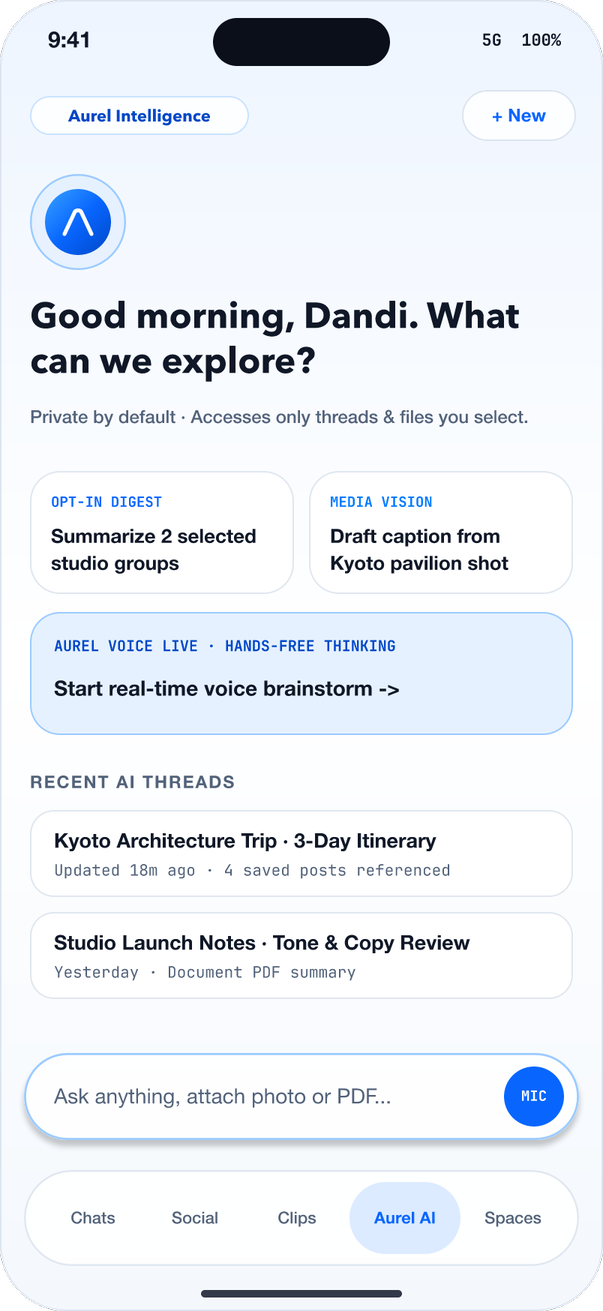 9:41
5G 100%
Aurel Intelligence
+ New
Good morning, Dandi. What
can we explore?
Private by default · Accesses only threads & files you select.
OPT-IN DIGEST
Summarize 2 selected
studio groups
MEDIA VISION
Draft caption from
Kyoto pavilion shot
AUREL VOICE LIVE · HANDS-FREE THINKING
Start real-time voice brainstorm ->
RECENT AI THREADS
Kyoto Architecture Trip · 3-Day Itinerary
Updated 18m ago · 4 saved posts referenced
Studio Launch Notes · Tone & Copy Review
Yesterday · Document PDF summary
Ask anything, attach photo or PDF...
MIC
Chats
Social
Clips
Aurel AI
Spaces